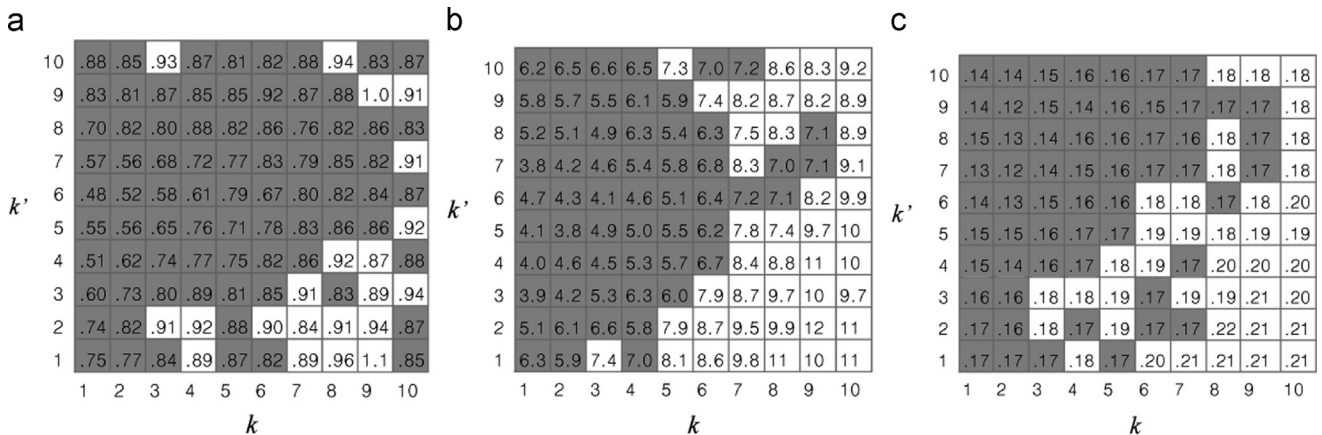 a
10 .88 .85 .93 .87 .81 .82 .88 .94 .83 .87
9 .83 .81 .87 .85 .85 .92 .87 .88 1.0 .91
8 .70 .82 .80 .88 .82 .86 .76 .82 .86 .83
7 .57 .56 .68 .72 .77 .83 .79 .85 .82 .91
6 .48 .52 .58 .61 .79 .67 .80 .82 .84 .87
k’
5 .55 .56 .65 .76 .71 .78 .83 .86 .86 .92
4 .51 .62 .74 .77 .75 .82 .86 .92 .87 .88
3 .60 .73 .80 .89 .81 .85 .91 .83 .89 .94
2 .74 .82 .91 .92 .88 .90 .84 .91 .94 .87
1 .75 .77 .84 .89 .87 .82 .89 .96 1.1 .85
1 2 3 4 5 6 7 8 9 10
k
b
10 6.2 6.5 6.6 6.5 7.3 7.0 7.2 8.6 8.3 9.2
9 5.8 5.7 5.5 6.1 5.9 7.4 8.2 8.7 8.2 8.9
8 5.2 5.1 4.9 6.3 5.4 6.3 7.5 8.3 7.1 8.9
7 3.8 4.2 4.6 5.4 5.8 6.8 8.3 7.0 7.1 9.1
6 4.7 4.3 4.1 4.6 5.1 6.4 7.2 7.1 8.2 9.9
k’
5 4.1 3.8 4.9 5.0 5.5 6.2 7.8 7.4 9.7 10
4 4.0 4.6 4.5 5.3 5.7 6.7 8.4 8.8 11 10
3 3.9 4.2 5.3 6.3 6.0 7.9 8.7 9.7 10 9.7
2 5.1 6.1 6.6 5.8 7.9 8.7 9.5 9.9 12 11
1 6.3 5.9 7.4 7.0 8.1 8.6 9.8 11 10 11
1 2 3 4 5 6 7 8 9 10
k
c
10 .14 .14 .15 .16 .16 .17 .17 .18 .18 .18
9 .14 .12 .15 .14 .16 .15 .17 .17 .17 .18
8 .15 .13 .14 .16 .16 .17 .16 .18 .17 .18
7 .13 .12 .14 .15 .16 .17 .17 .18 .17 .18
6 .14 .13 .15 .16 .16 .18 .18 .17 .18 .20
k’
5 .15 .15 .16 .17 .17 .19 .19 .18 .19 .19
4 .15 .14 .16 .17 .18 .19 .17 .20 .20 .20
3 .16 .16 .18 .18 .19 .17 .19 .19 .21 .20
2 .17 .16 .18 .17 .19 .17 .17 .22 .21 .21
1 .17 .17 .17 .18 .17 .20 .21 .21 .21 .21
1 2 3 4 5 6 7 8 9 10
k